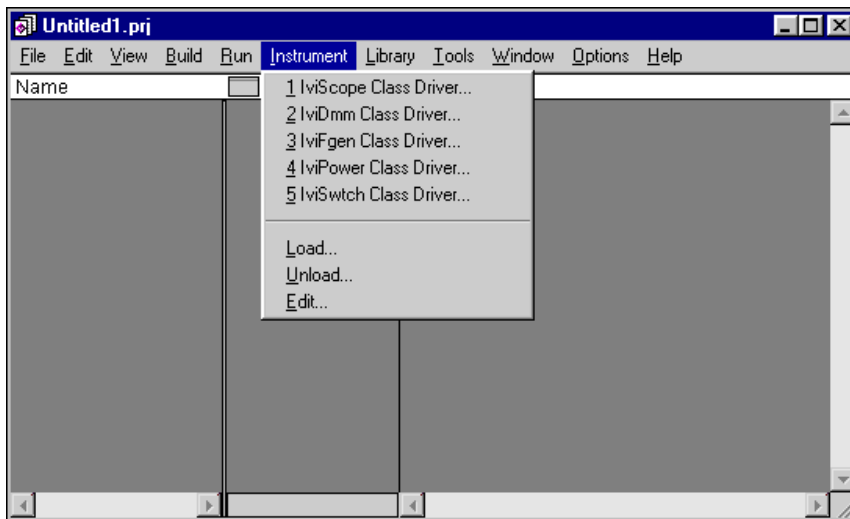 Untitled1.prj
File Edit View Build Run Instrument Library Tools Window Options Help
Name
1 IviScope Class Driver...
2 IviDmm Class Driver...
3 IviFgen Class Driver...
4 IviPower Class Driver...
5 IviSwtch Class Driver...
Load...
Unload...
Edit...